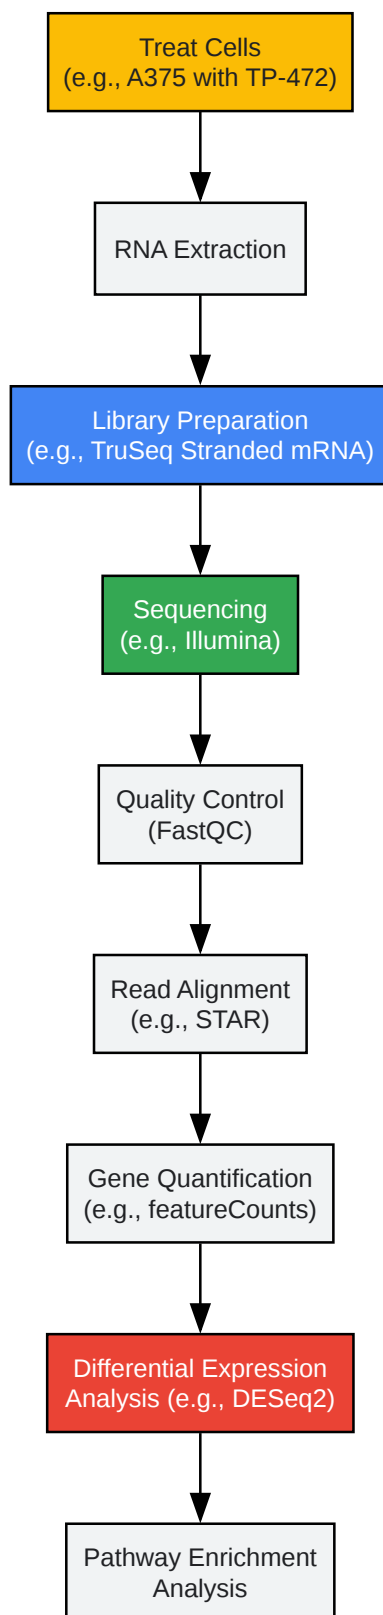 Treat Cells
(e.g., A375 with TP-472)
RNA Extraction
Library Preparation
(e.g., TruSeq Stranded mRNA)
Sequencing
(e.g., Illumina)
Quality Control
(FastQC)
Read Alignment
(e.g., STAR)
Gene Quantification
(e.g., featureCounts)
Differential Expression
Analysis (e.g., DESeq2)
Pathway Enrichment
Analysis